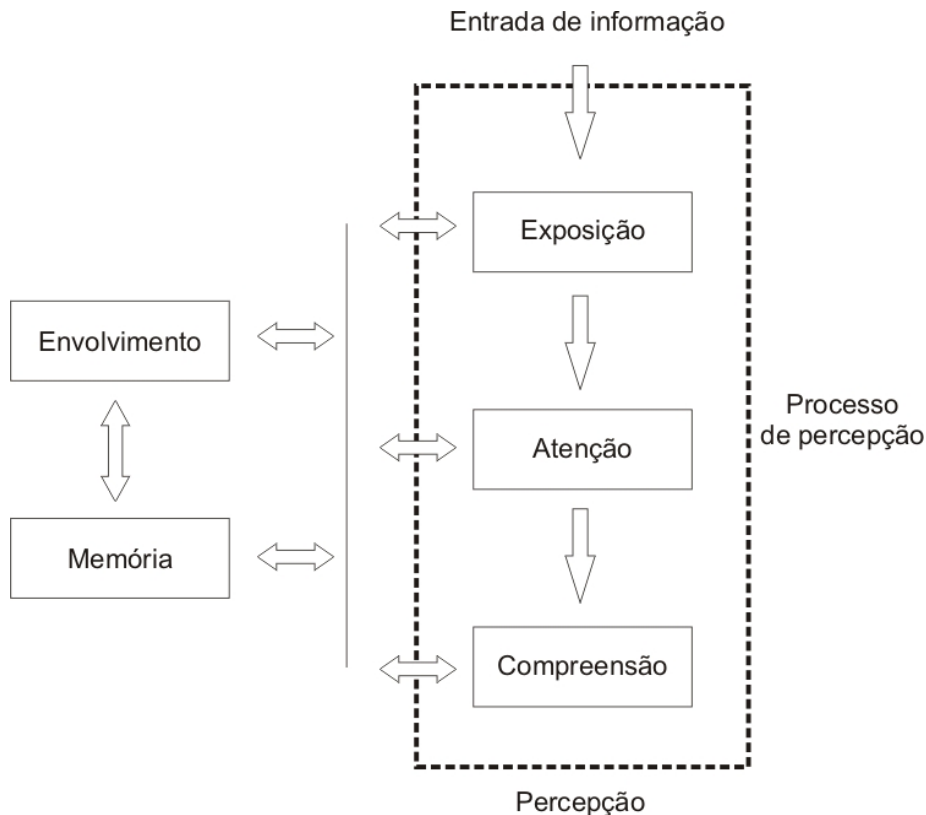 Entrada de informação
Exposição
Envolvimento
Processo
de percepção
Atenção
Memória
Compreensão
Percepção